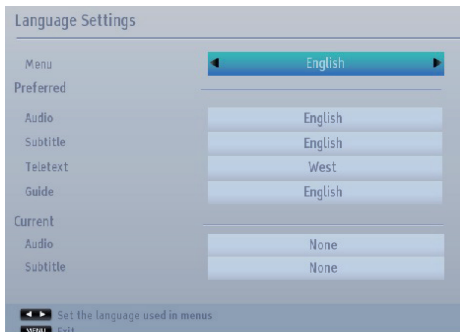 Language Settings
Menu English
Preferred
Audio English
Subtitle English
Teletext West
Guide English
Current
Audio None
Subtitle None
Set the language used in menus
MENU Exit